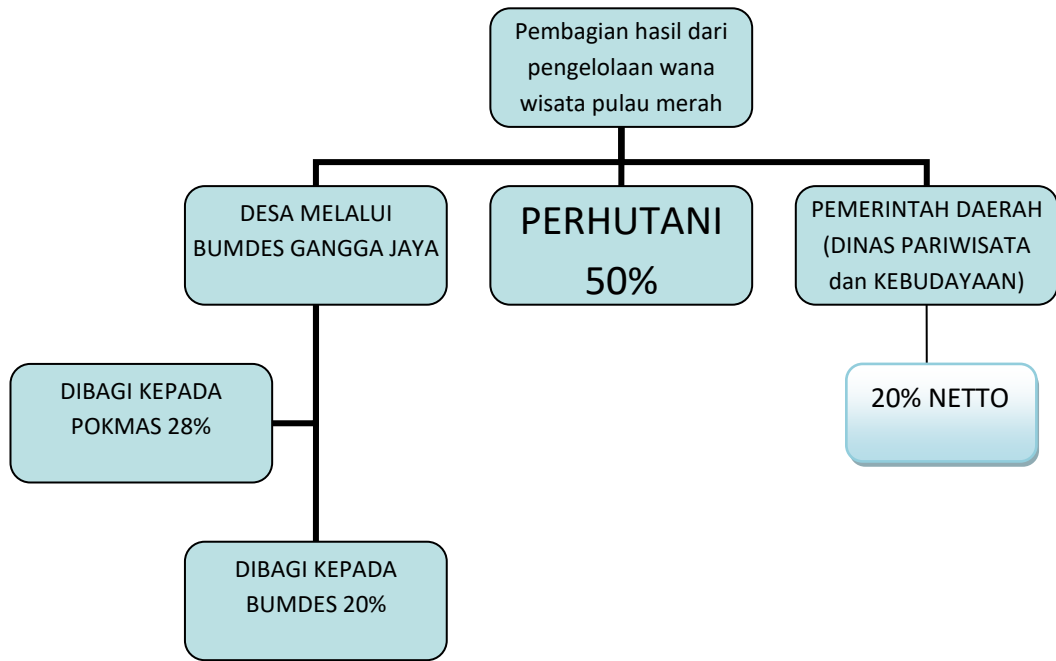 Pembagian hasil dari
pengelolaan wana
wisata pulau merah
DESA MELALUI
BUMDES GANGGA JAYA
PERHUTANI
50%
PEMERINTAH DAERAH
(DINAS PARIWISATA
dan KEBUDAYAAN)
DIBAGI KEPADA
POKMAS 28%
20% NETTO
DIBAGI KEPADA
BUMDES 20%